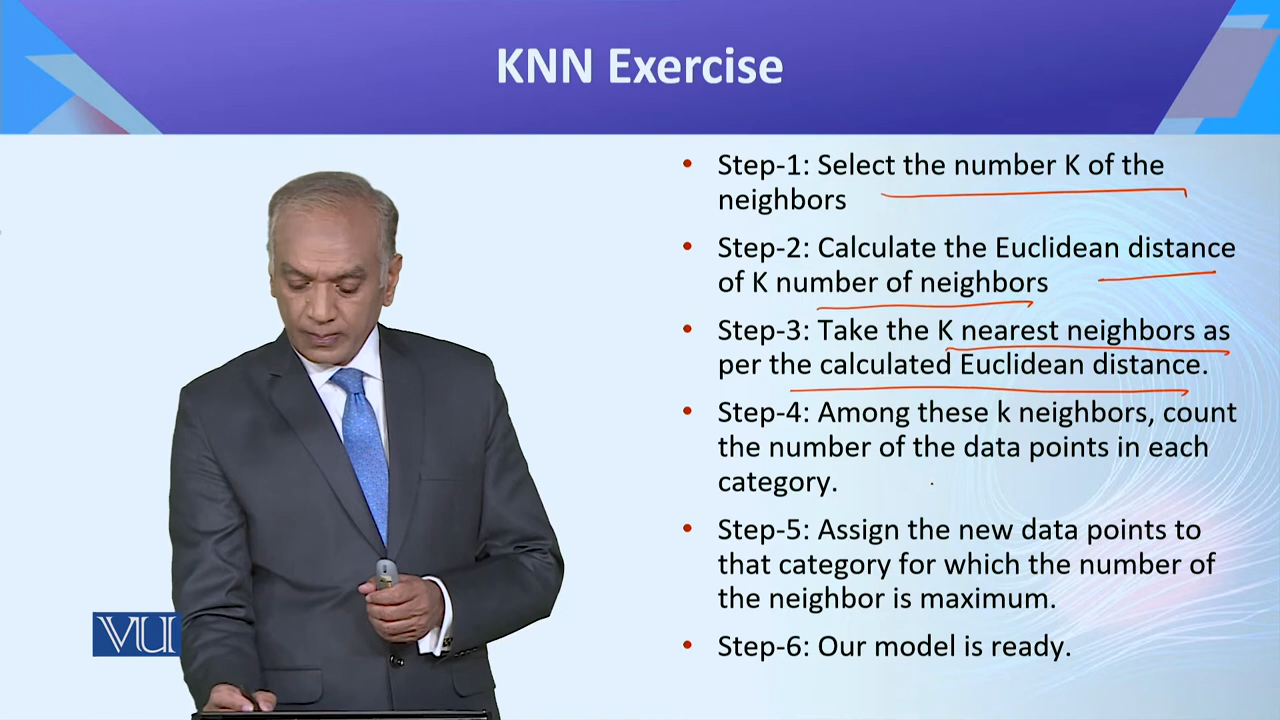 KNN Exercise
• Step-1: Select the number K of the
neighbors
• Step-2: Calculate the Euclidean distance
of K number of neighbors
• Step-3: Take the K nearest neighbors as
per the calculated Euclidean distance.
• Step-4: Among these k neighbors, count
the number of the data points in each
category.
• Step-5: Assign the new data points to
that category for which the number of
the neighbor is maximum.
• Step-6: Our model is ready.
VU